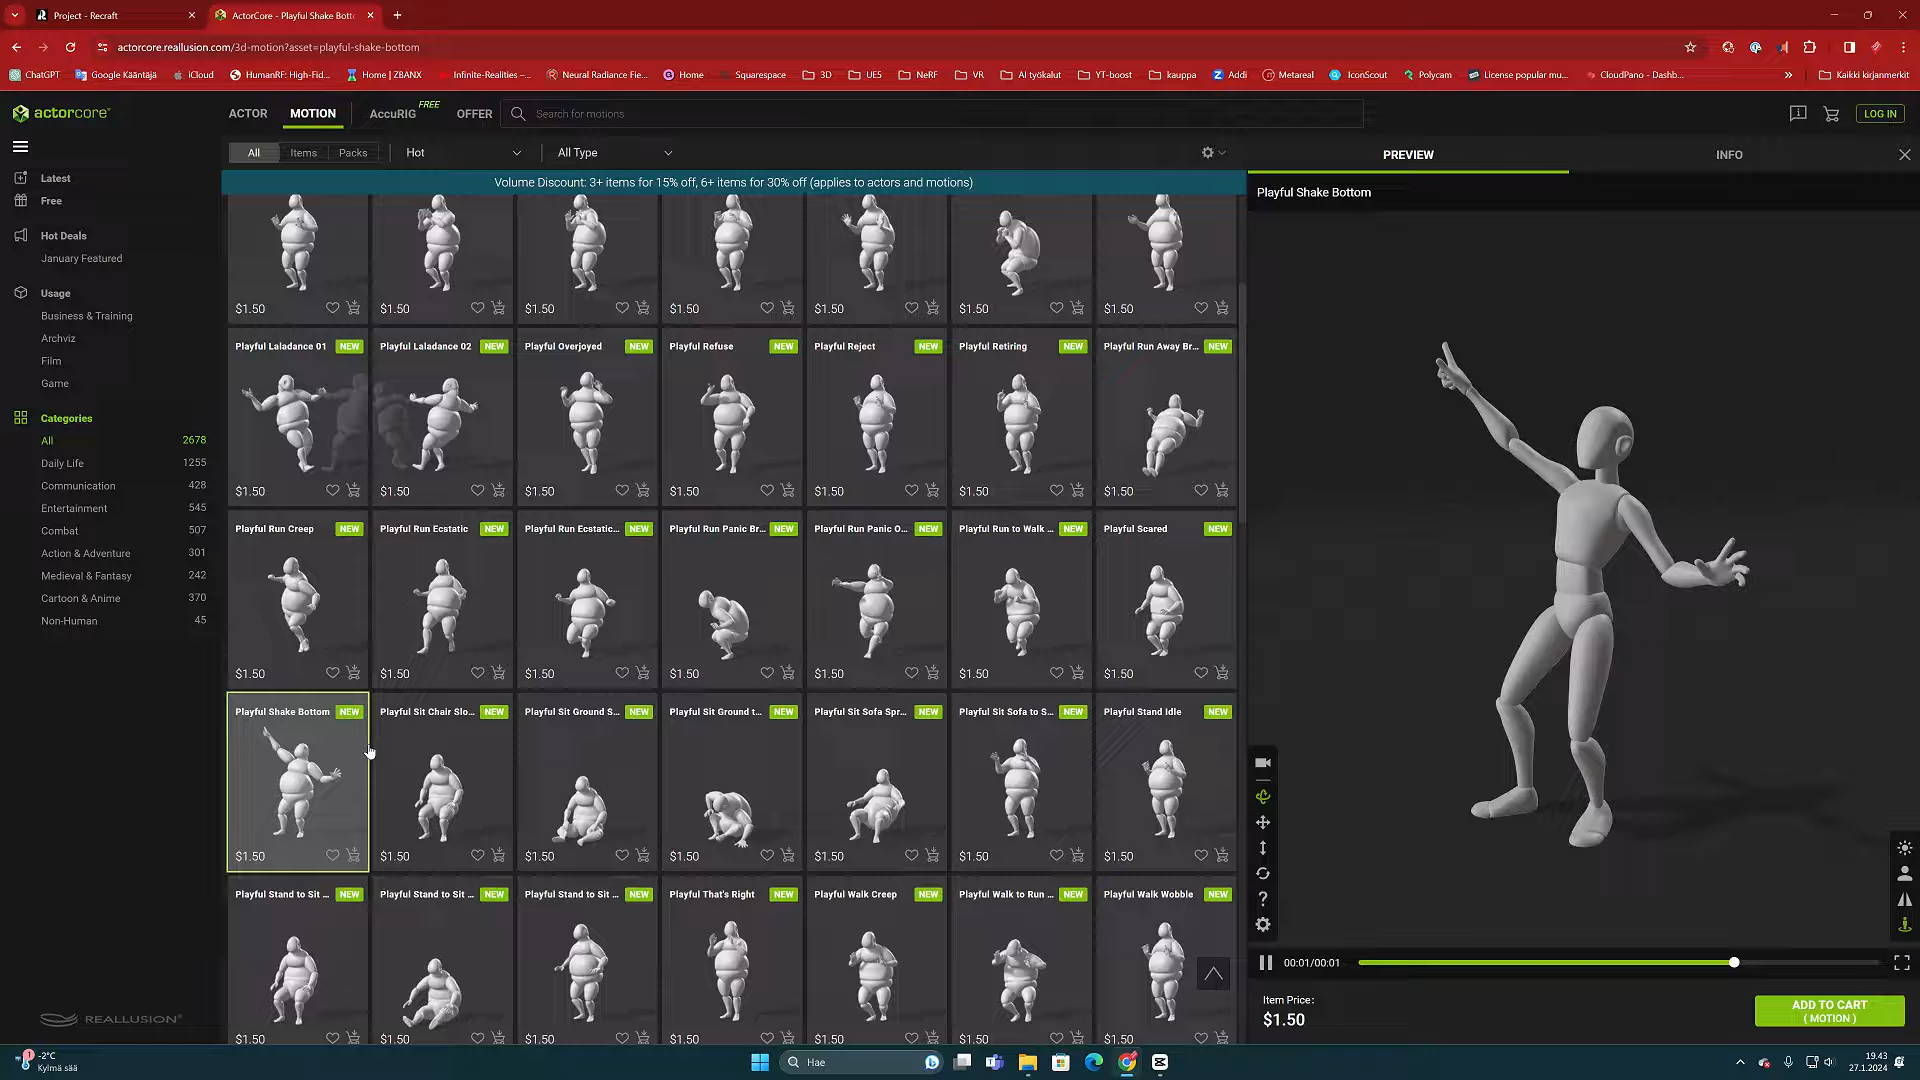 Project - Recraft
ActorCore - Playful Shake Bott
actorcore.reallusion.com/3d-motion?asset=playful-shake-bottom
ChatGPT
Google Kääntäjä
iCloud
HumanRF: High-Fid...
Home | ZBANX
Infinite-Realities –...
Neural Radiance Fie...
Home
Squarespace
3D
UE5
NeRF
VR
AI työkalut
YT-boost
kauppa
Addi
Metareal
IconScout
Polycam
License popular mu...
CloudPano - Dashb...
»
Kaikki kirjanmerkit
actorcore
ACTOR
MOTION
AccuRIG
FREE
OFFER
Search for motions
LOG IN
All
Items
Packs
Hot
All Type
PREVIEW
INFO
Volume Discount: 3+ items for 15% off, 6+ items for 30% off (applies to actors and motions)
Playful Shake Bottom
Latest
Free
Hot Deals
January Featured
Usage
Business & Training
Archviz
Film
Game
Categories
All 2678
Daily Life 1255
Communication 428
Entertainment 545
Combat 507
Action & Adventure 301
Medieval & Fantasy 242
Cartoon & Anime 370
Non-Human 45
REALLUSION
$1.50 $1.50 $1.50 $1.50 $1.50 $1.50 $1.50
Playful Laladance 01 NEW
Playful Laladance 02 NEW
Playful Overjoyed NEW
Playful Refuse NEW
Playful Reject NEW
Playful Retiring NEW
Playful Run Away Br... NEW
$1.50 $1.50 $1.50 $1.50 $1.50 $1.50 $1.50
Playful Run Creep NEW
Playful Run Ecstatic NEW
Playful Run Ecstatic... NEW
Playful Run Panic Br... NEW
Playful Run Panic O... NEW
Playful Run to Walk ... NEW
Playful Scared NEW
$1.50 $1.50 $1.50 $1.50 $1.50 $1.50 $1.50
Playful Shake Bottom NEW
Playful Sit Chair Slo... NEW
Playful Sit Ground S... NEW
Playful Sit Ground t... NEW
Playful Sit Sofa Spr... NEW
Playful Sit Sofa to S... NEW
Playful Stand Idle NEW
$1.50 $1.50 $1.50 $1.50 $1.50 $1.50 $1.50
Playful Stand to Sit ... NEW
Playful Stand to Sit ... NEW
Playful Stand to Sit ... NEW
Playful That's Right NEW
Playful Walk Creep NEW
Playful Walk to Run ... NEW
Playful Walk Wobble NEW
$1.50 $1.50 $1.50 $1.50 $1.50 $1.50 $1.50
00:01/00:01
Item Price:
$1.50
ADD TO CART
( MOTION )
1
-2°C
Kylmä sää
Hae
19.43
27.1.2024